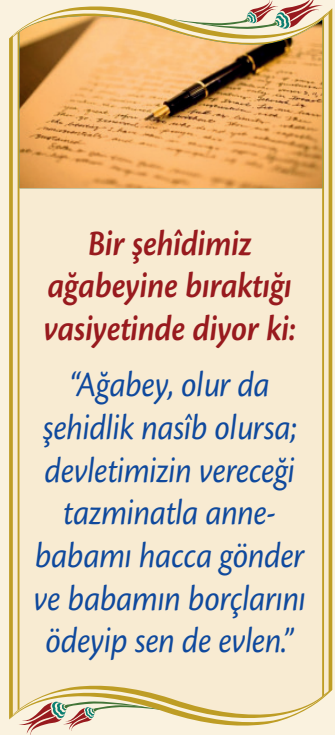 Bir şehîdimiz
ağabeyine bıraktığı
vasiyetinde diyor ki:
“Ağabey, olur da
şehidlik nasîb olursa;
devletimizin vereceği
tazminatla anne-
babamı hacca gönder
ve babamın borçlarını
ödeyip sen de evlen.”